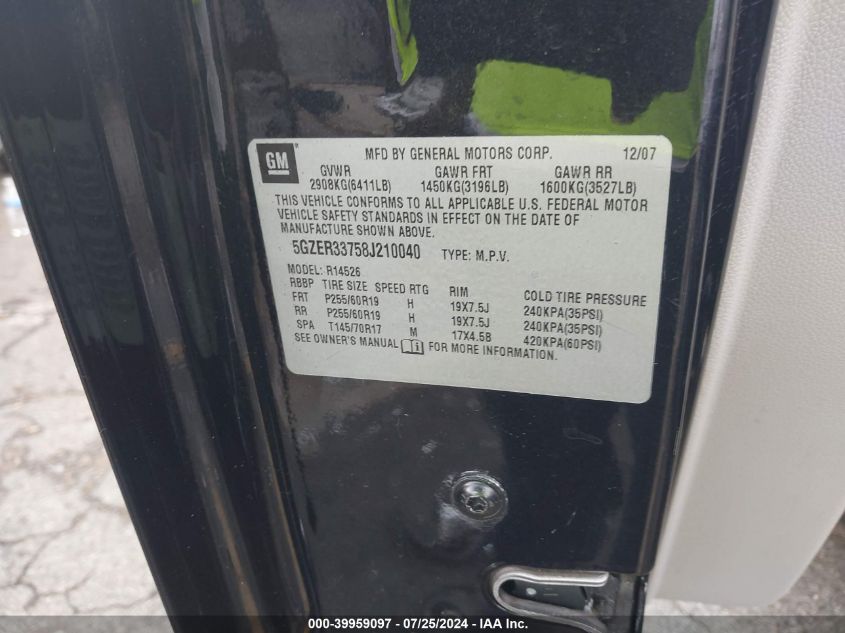 GM
MFD BY GENERAL MOTORS CORP. 12/07
GVWR GAWR FRT GAWR RR
2908KG(6411LB) 1450KG(3196LB) 1600KG(3527LB)
THIS VEHICLE CONFORMS TO ALL APPLICABLE U.S. FEDERAL MOTOR
VEHICLE SAFETY STANDARDS IN EFFECT ON THE DATE OF
MANUFACTURE SHOWN ABOVE.
5GZER33758J210040 TYPE: M.P.V.
MODEL: R14526
RBBP TIRE SIZE SPEED RTG RIM COLD TIRE PRESSURE
FRT P255/60R19 H 19X7.5J 240KPA(35PSI)
RR P255/60R19 H 19X7.5J 240KPA(35PSI)
SPA T145/70R17 M 17X4.5B 420KPA(60PSI)
SEE OWNER'S MANUAL FOR MORE INFORMATION.
000-39959097 - 07/25/2024 - IAA Inc.